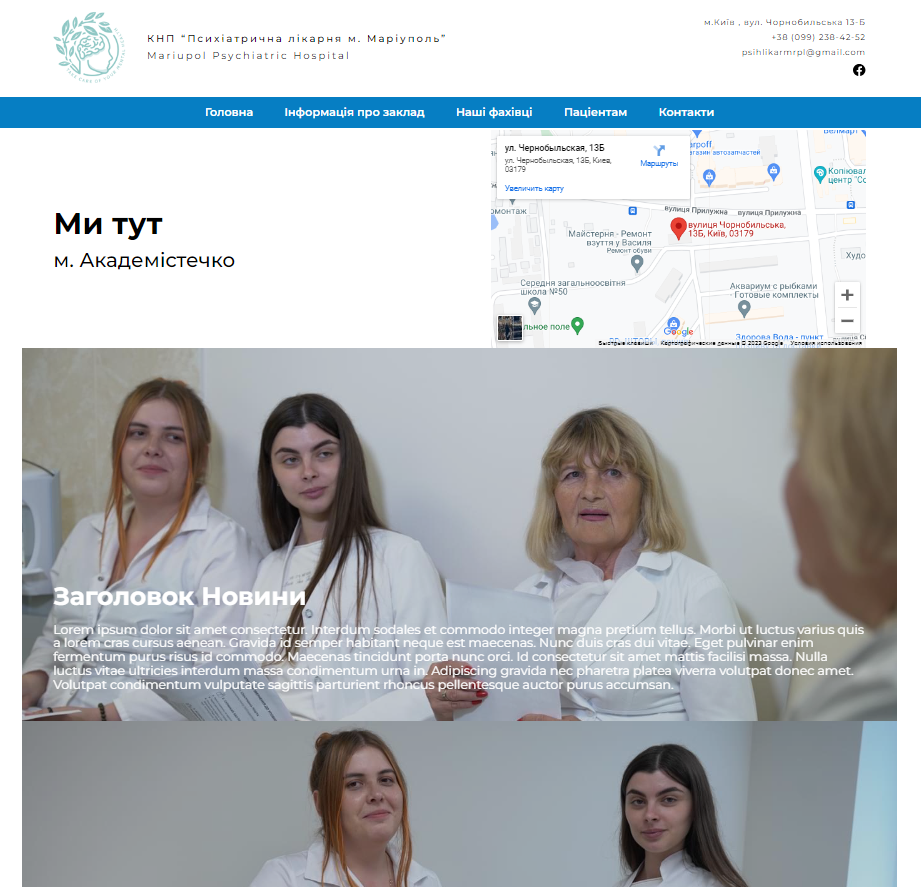 КНП “Психіатрична лікарня м. Маріуполь”
Mariupol Psychiatric Hospital
м.Київ , вул. Чорнобильська 13-Б
+38 (099) 238-42-52
psihlikarmrpl@gmail.com
Головна
Інформація про заклад
Наші фахівці
Паціентам
Контакти
Ми тут
м. Академістечко
ул. Чернобыльская, 13Б
ул. Чернобыльская, 13Б, Киев,
03179
Маршруты
Увеличить карту
вулиця Прилужна
вулиця Прилужна
вулиця Чорнобильська,
13Б, Київ, 03179
Майстерня - Ремонт
взуття у Василя
Ремонт обуви
Середня загальноосвітня
школа №50
Аквариум с рыбками
- Готовые комплекты
Google
Быстрые клавиши
Картографические данные © 2023 Google
Условия использования
Заголовок Новини
Lorem ipsum dolor sit amet consectetur. Interdum sodales et commodo integer magna pretium tellus. Morbi ut luctus varius quis
a lorem cras cursus aenean. Gravida id semper habitant neque est maecenas. Nunc duis cras dui vitae. Eget pulvinar enim
fermentum purus risus id commodo. Maecenas tincidunt porta nunc orci. Id consectetur sit amet mattis facilisi massa. Nulla
luctus vitae ultricies interdum massa condimentum urna in. Adipiscing gravida nec pharetra platea viverra volutpat donec amet.
Volutpat condimentum vulputate sagittis parturient rhoncus pellentesque auctor purus accumsan.